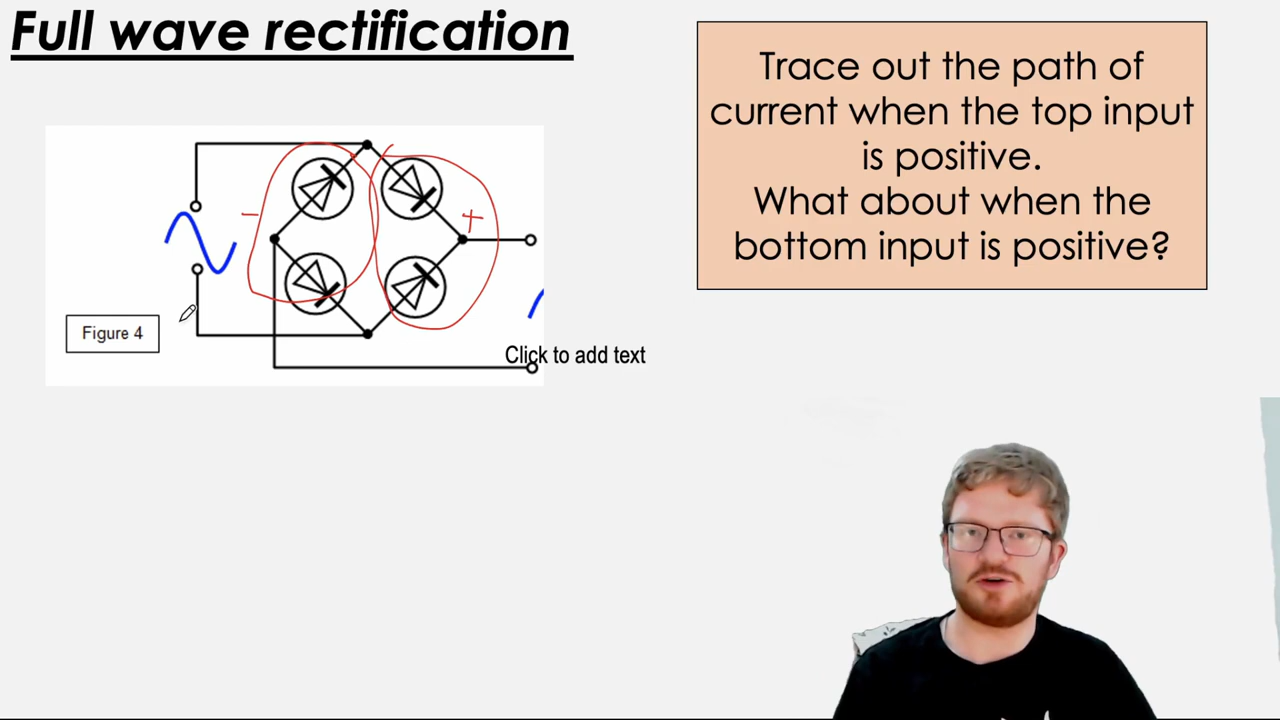 Full wave rectification
Trace out the path of
current when the top input
is positive.
What about when the
bottom input is positive?
- +
Figure 4
Click to add text